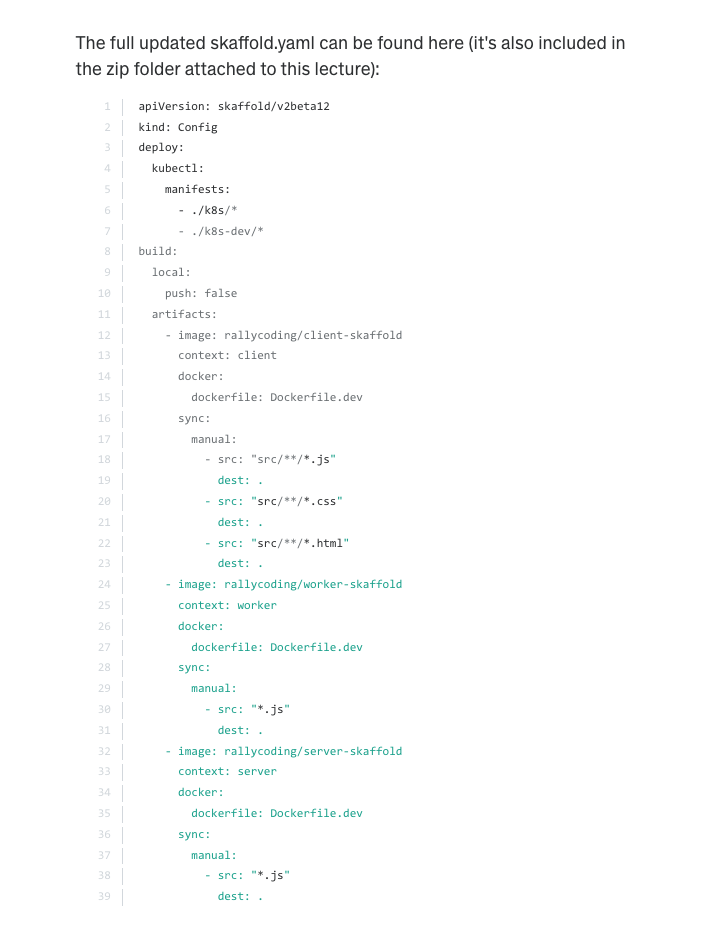 The full updated skaffold.yaml can be found here (it's also included in
the zip folder attached to this lecture):
1 apiVersion: skaffold/v2beta12
2 kind: Config
3 deploy:
4   kubectl:
5     manifests:
6       - ./k8s/*
7       - ./k8s-dev/*
8 build:
9   local:
10     push: false
11   artifacts:
12     - image: rallycoding/client-skaffold
13       context: client
14       docker:
15         dockerfile: Dockerfile.dev
16       sync:
17         manual:
18           - src: "src/**/*.js"
19             dest: .
20           - src: "src/**/*.css"
21             dest: .
22           - src: "src/**/*.html"
23             dest: .
24     - image: rallycoding/worker-skaffold
25       context: worker
26       docker:
27         dockerfile: Dockerfile.dev
28       sync:
29         manual:
30           - src: "*.js"
31             dest: .
32     - image: rallycoding/server-skaffold
33       context: server
34       docker:
35         dockerfile: Dockerfile.dev
36       sync:
37         manual:
38           - src: "*.js"
39             dest: .